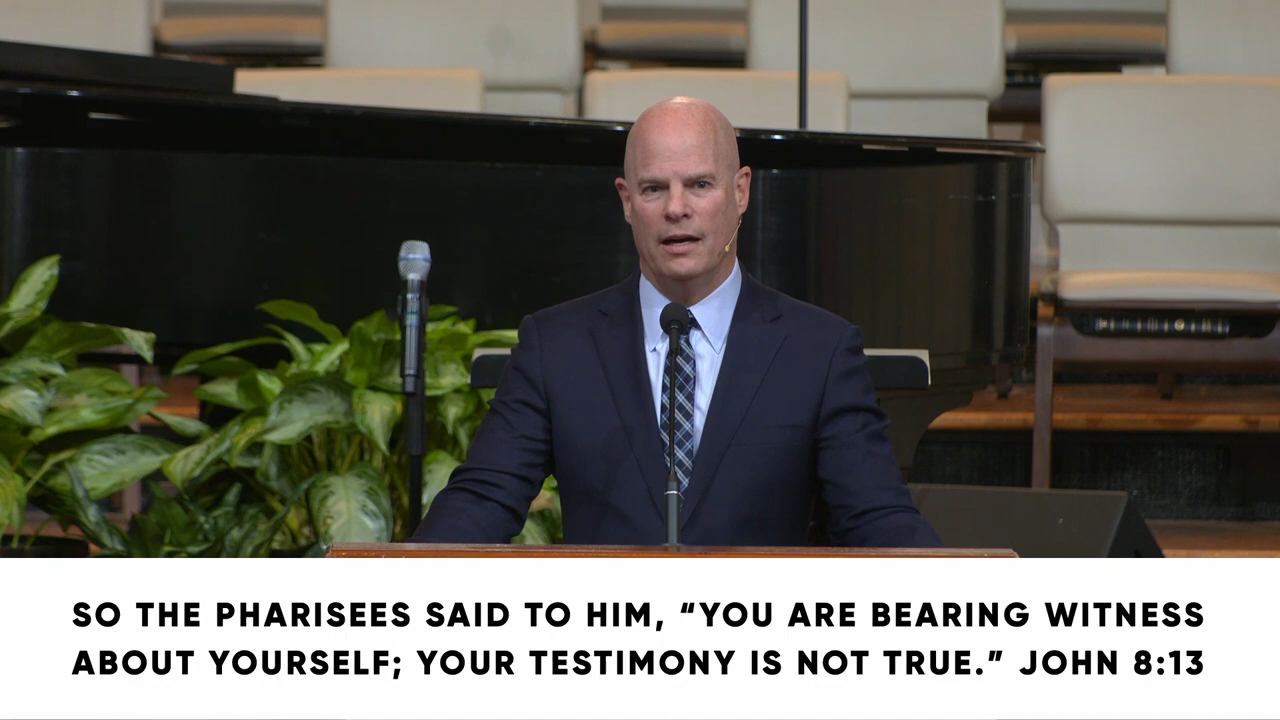 SO THE PHARISEES SAID TO HIM, “YOU ARE BEARING WITNESS
ABOUT YOURSELF; YOUR TESTIMONY IS NOT TRUE.” JOHN 8:13